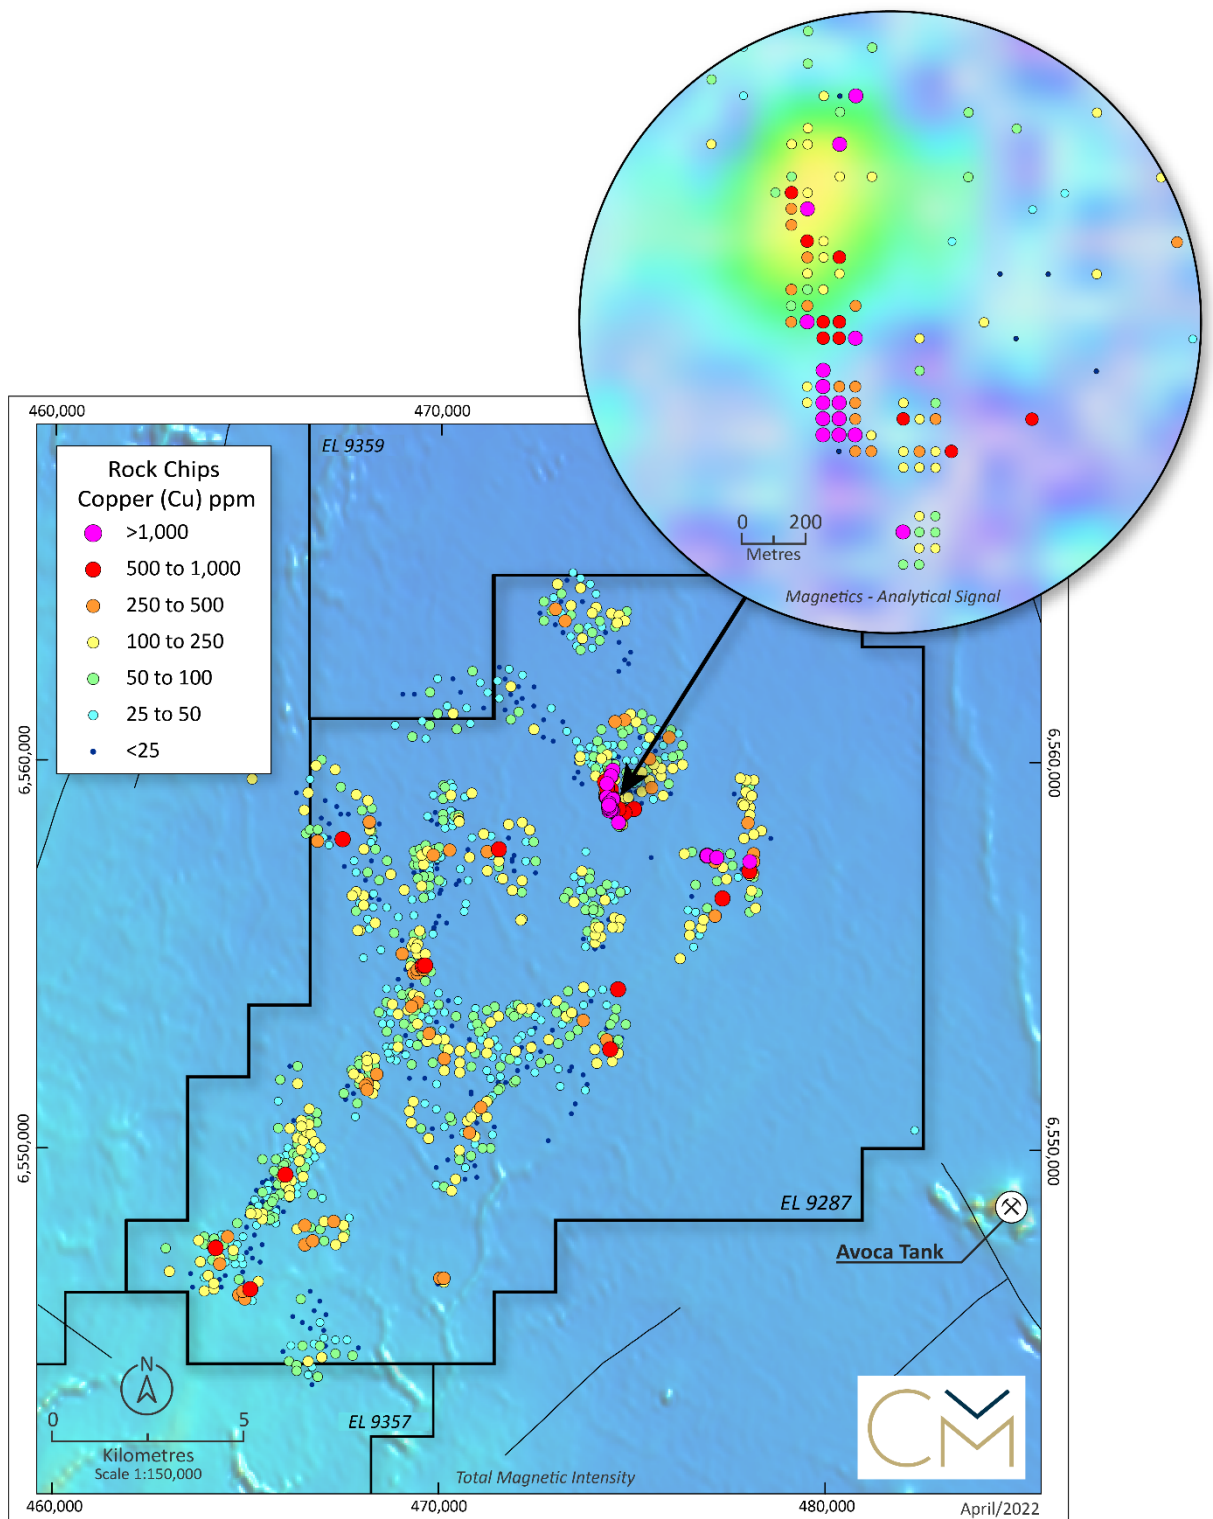 0 200
Metres
Magnetics - Analytical Signal
460,000
470,000
EL 9359
Rock Chips
Copper (Cu) ppm
>1,000
500 to 1,000
250 to 500
100 to 250
50 to 100
25 to 50
<25
6,560,000
6,560,000
6,550,000
6,550,000
EL 9287
Avoca Tank
N
0 5
Kilometres
Scale 1:150,000
EL 9357
Total Magnetic Intensity
CM
460,000
470,000
480,000
April/2022